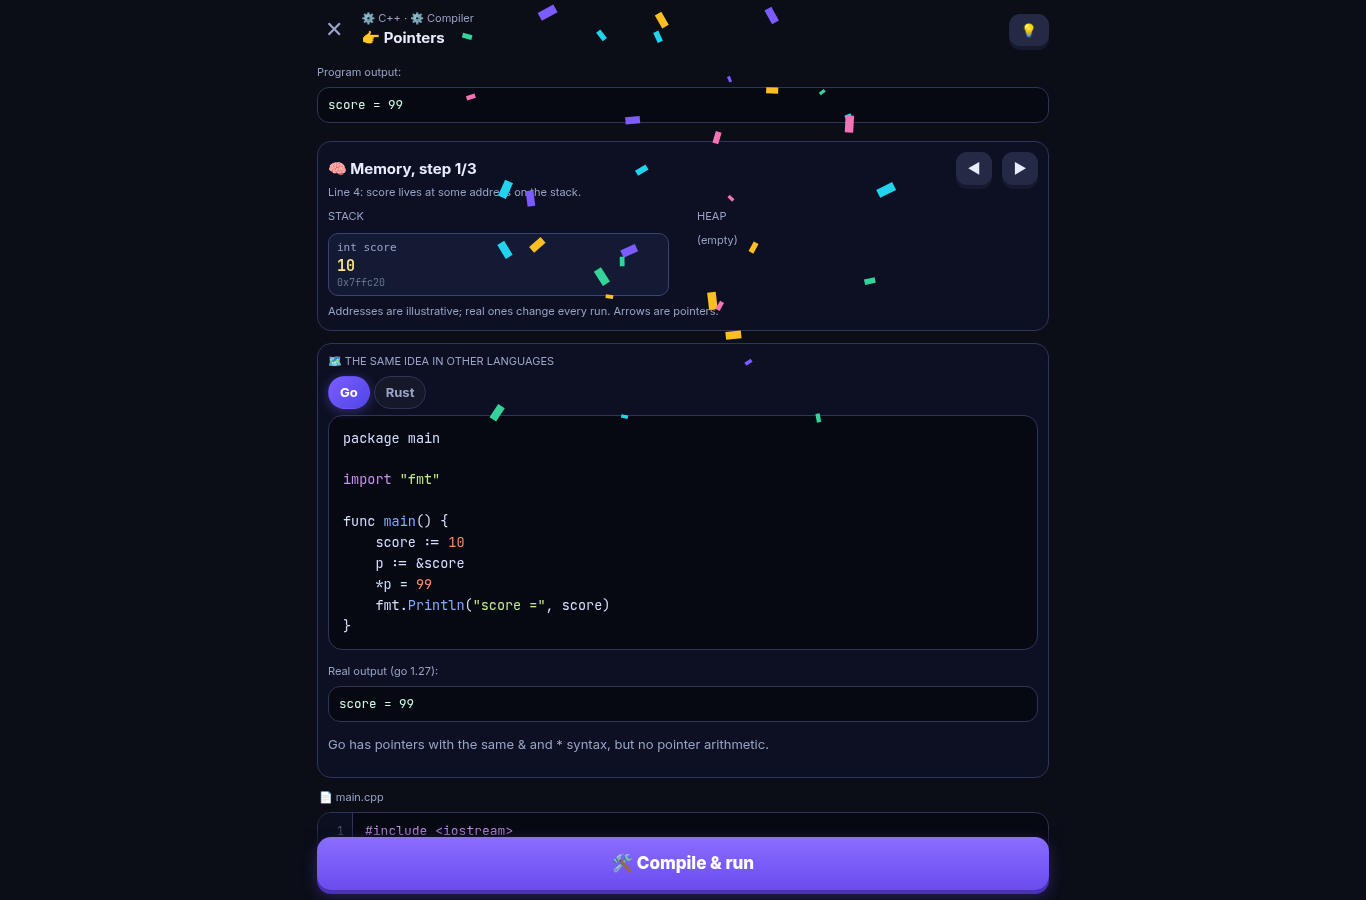 C++ · Compiler
Pointers
Program output:
score = 99
Memory, step 1/3
Line 4: score lives at some address on the stack.
STACK
HEAP
int score
10
0x7ffc20
(empty)
Addresses are illustrative; real ones change every run. Arrows are pointers.
THE SAME IDEA IN OTHER LANGUAGES
Go Rust
package main
import "fmt"
func main() {
    score := 10
    p := &score
    *p = 99
    fmt.Println("score =", score)
}
Real output (go 1.27):
score = 99
Go has pointers with the same & and * syntax, but no pointer arithmetic.
main.cpp
1 #include <iostream>
Compile & run